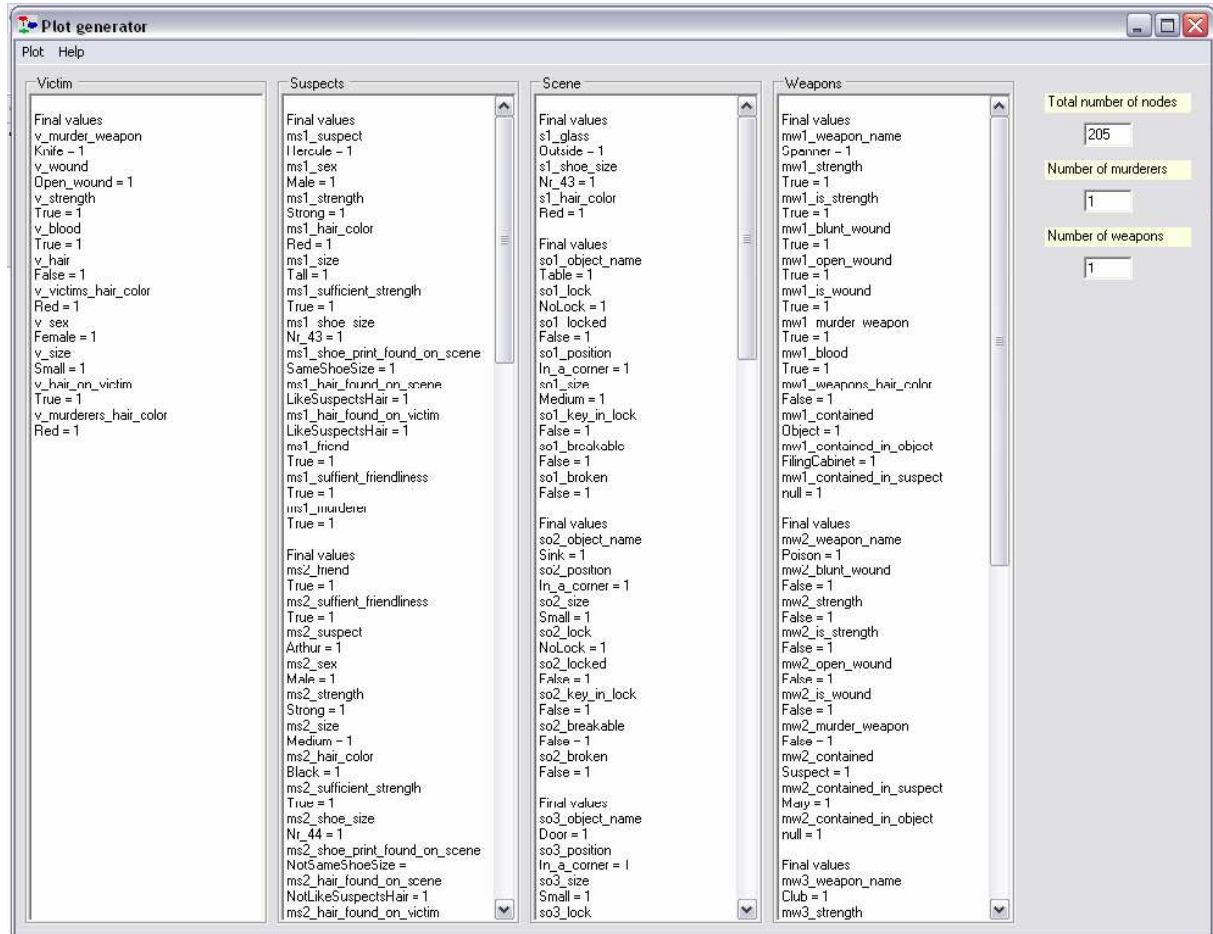 Plot generator
Plot Help
Victim
Final values
v_murder_weapon
Knife = 1
v_wound
Open_wound = 1
v_strength
True = 1
v_blood
True = 1
v_hair
False = 1
v_victims_hair_color
Red = 1
v_sex
Female = 1
v_size
Small = 1
v_hair_on_victim
True = 1
v_murderers_hair_color
Red = 1
Suspects
Final values
ms1_suspect
Hercule = 1
ms1_sex
Male = 1
ms1_strength
Strong = 1
ms1_hair_color
Red = 1
ms1_size
Tall = 1
ms1_sufficient_strength
True = 1
ms1_shoe_size
Nr_43 = 1
ms1_shoe_print_found_on_scene
SameShoeSize = 1
ms1_hair_found_on_scene
LikeSuspectsHair = 1
ms1_hair_found_on_victim
LikeSuspectsHair = 1
ms1_friend
True = 1
ms1_suffient_friendliness
True = 1
ms1_murderer
True = 1
Final values
ms2_friend
True = 1
ms2_suffient_friendliness
True = 1
ms2_suspect
Arthur = 1
ms2_sex
Male = 1
ms2_strength
Strong = 1
ms2_size
Medium = 1
ms2_hair_color
Black = 1
ms2_sufficient_strength
True = 1
ms2_shoe_size
Nr_44 = 1
ms2_shoe_print_found_on_scene
NotSameShoeSize =
ms2_hair_found_on_scene
NotLikeSuspectsHair = 1
ms2_hair_found_on_victim
Scene
Final values
s1_glass
Outside = 1
s1_shoe_size
Nr_43 = 1
s1_hair_color
Red = 1
Final values
so1_object_name
Table = 1
so1_lock
NoLock = 1
so1_locked
False = 1
so1_position
In_a_corner = 1
so1_size
Medium = 1
so1_key_in_lock
False = 1
so1_breakable
False = 1
so1_broken
False = 1
Final values
so2_object_name
Sink = 1
so2_position
In_a_corner = 1
so2_size
Small = 1
so2_lock
NoLock = 1
so2_locked
False = 1
so2_key_in_lock
False = 1
so2_breakable
False = 1
so2_broken
False = 1
Final values
so3_object_name
Door = 1
so3_position
In_a_corner = 1
so3_size
Small = 1
so3_lock
Weapons
Final values
mw1_weapon_name
Spanner = 1
mw1_strength
True = 1
mw1_is_strength
True = 1
mw1_blunt_wound
True = 1
mw1_open_wound
True = 1
mw1_is_wound
True = 1
mw1_murder_weapon
True = 1
mw1_blood
True = 1
mw1_weapons_hair_color
False = 1
mw1_contained
Object = 1
mw1_contained_in_object
FilingCabinet = 1
mw1_contained_in_suspect
null = 1
Final values
mw2_weapon_name
Poison = 1
mw2_blunt_wound
False = 1
mw2_strength
False = 1
mw2_is_strength
False = 1
mw2_open_wound
False = 1
mw2_is_wound
False = 1
mw2_murder_weapon
False = 1
mw2_contained
Suspect = 1
mw2_contained_in_suspect
Mary = 1
mw2_contained_in_object
null = 1
Final values
mw3_weapon_name
Club = 1
mw3_strength
Total number of nodes
205
Number of murderers
1
Number of weapons
1